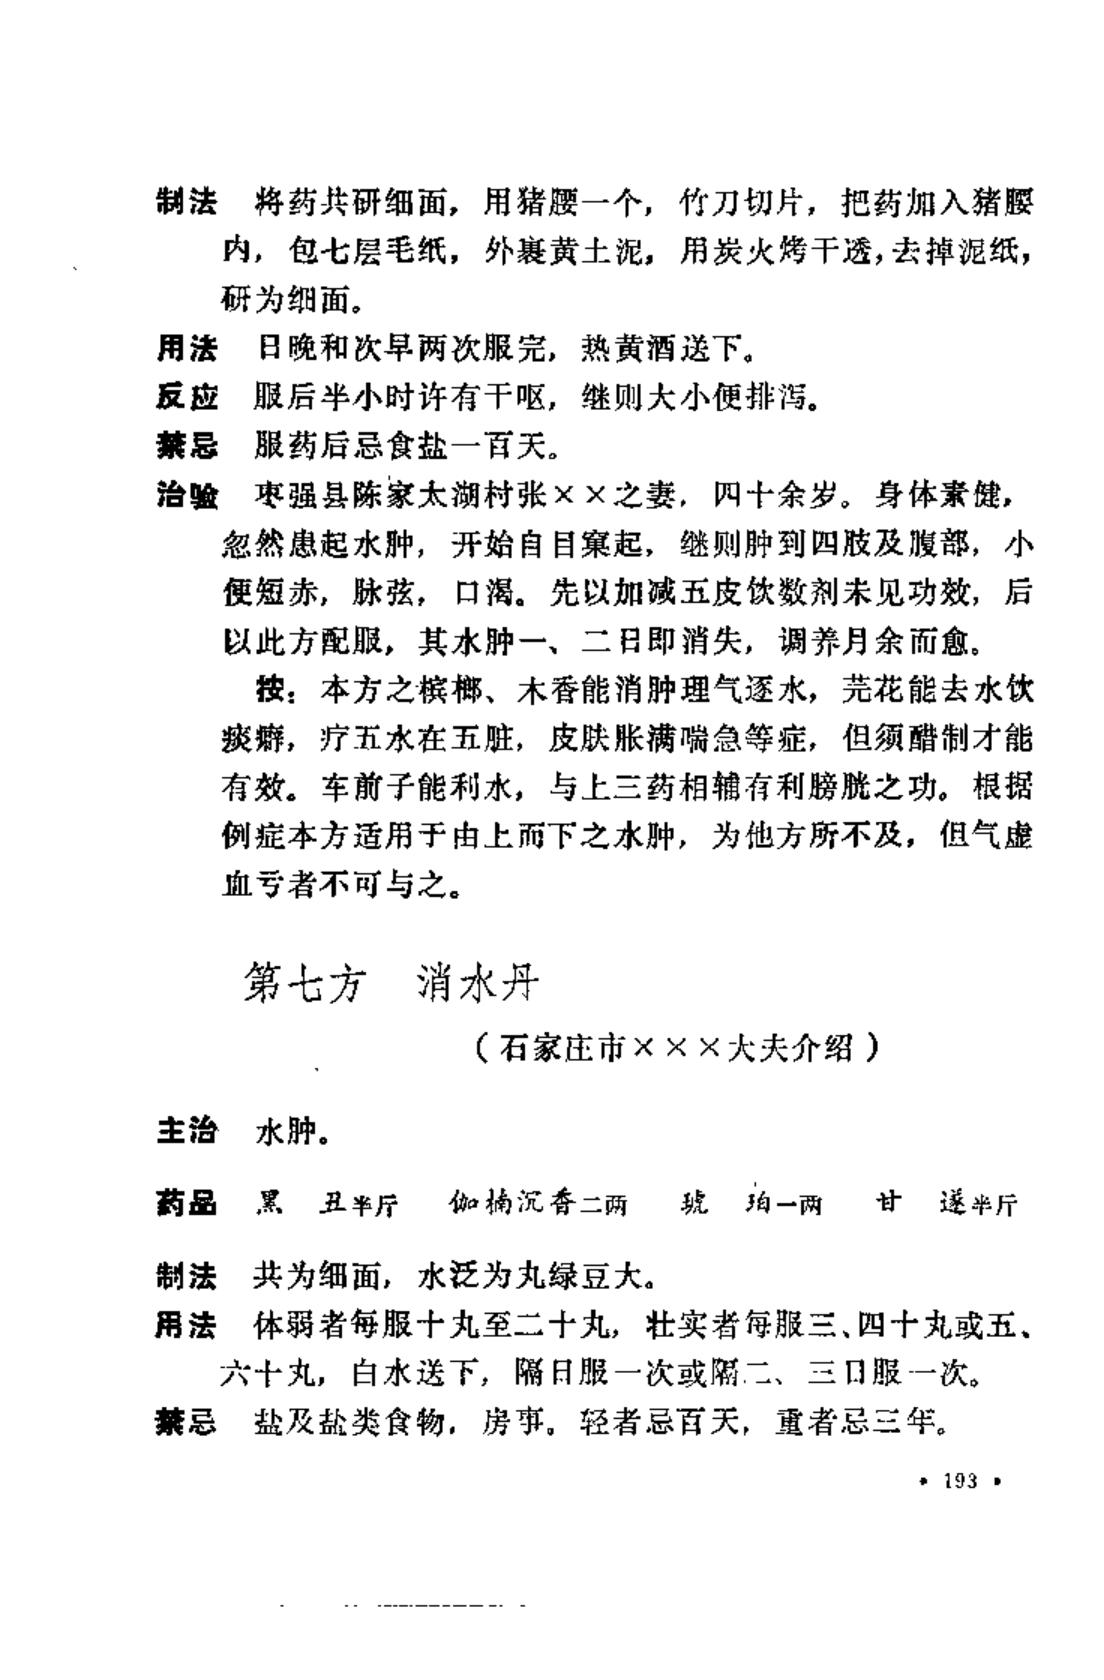 制法　将药共研细面，用猪腰一个，竹刀切片，把药加入猪腰
内，包七层毛纸，外裹黄土泥，用炭火烤干透，去掉泥纸，
研为细面。
用法　日晚和次早两次服完，热黄酒送下。
反应　服后半小时许有干呕，继则大小便排泻。
禁忌　服药后忌食盐一百天。
治验　枣强县陈家太湖村张××之妻，四十余岁。身体素健，
忽然患起水肿，开始自目窠起，继则肿到四肢及腹部，小
便短赤，脉弦，口渴。先以加减五皮饮数剂未见功效，后
以此方配服，其水肿一、二日即消失，调养月余而愈。
按：本方之槟榔、木香能消肿理气逐水，芫花能去水饮
痰癖，疗五水在五脏，皮肤胀满喘急等症，但须醋制才能
有效。车前子能利水，与上三药相辅有利膀胱之功。根据
例症本方适用于由上而下之水肿，为他方所不及，但气虚
血亏者不可与之。
第七方　消水丹
（石家庄市×××大夫介绍）
主治　水肿。
药品　黑　丑半斤　伽楠沉香二两　琥　珀一两　甘　遂半斤
制法　共为细面，水泛为丸绿豆大。
用法　体弱者每服十丸至二十丸，壮实者每服三、四十丸或五、
六十丸，白水送下，隔日服一次或隔二、三日服一次。
禁忌　盐及盐类食物，房事。轻者忌百天，重者忌三年。
• 193 •